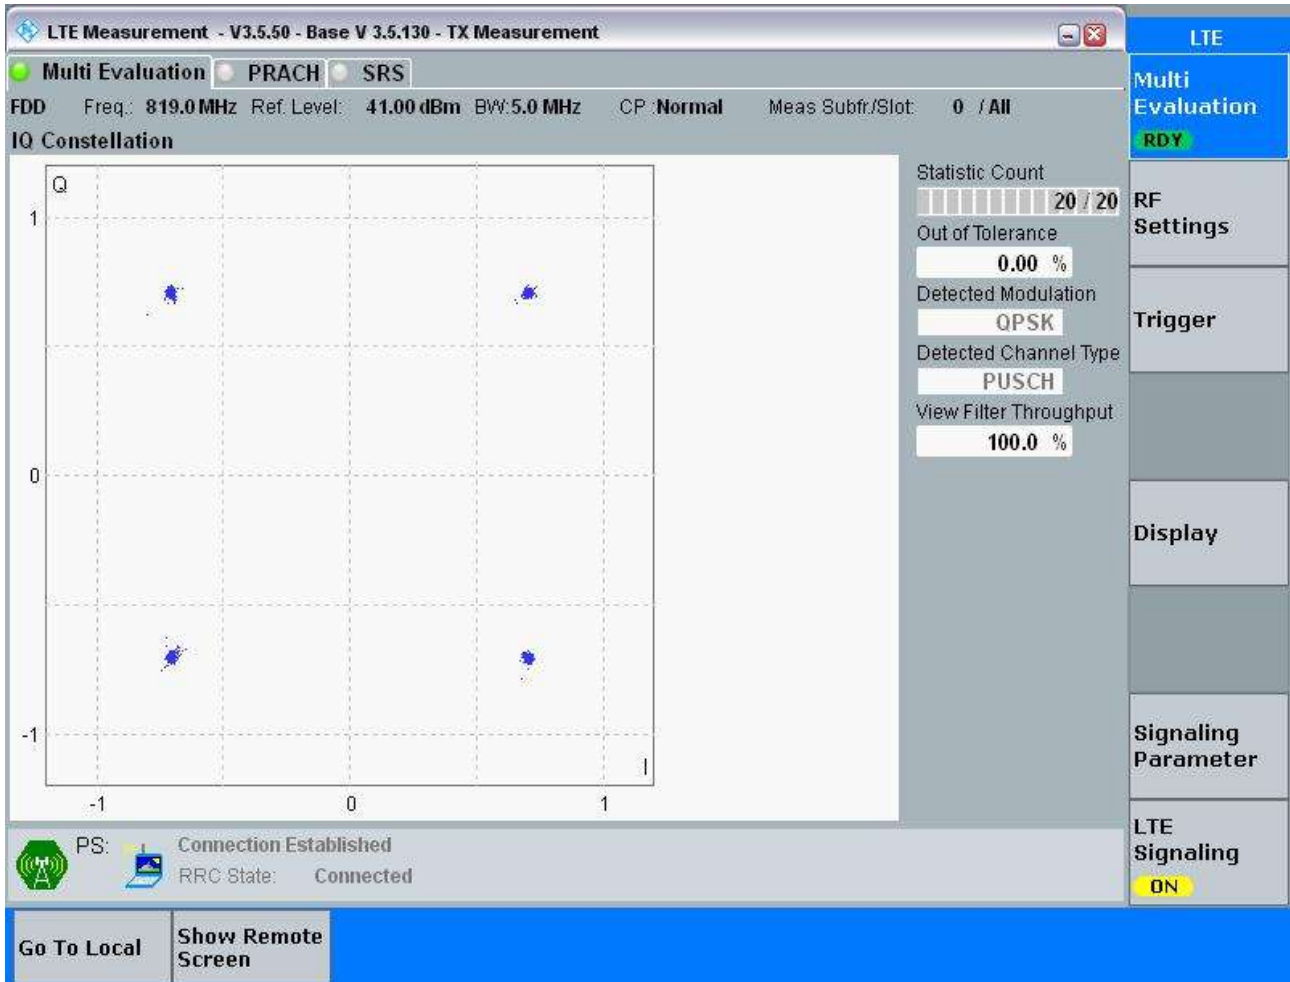 LTE Measurement - V3.5.50 - Base V 3.5.130 - TX Measurement
LTE
Multi Evaluation PRACH SRS
FDD Freq.: 819.0 MHz Ref. Level: 41.00 dBm BW:5.0 MHz CP :Normal Meas Subfr./Slot: 0 / All
IQ Constellation
Q
1
0
-1
I
-1 0 1
Statistic Count
20 / 20
Out of Tolerance
0.00 %
Detected Modulation
QPSK
Detected Channel Type
PUSCH
View Filter Throughput
100.0 %
Multi
Evaluation
RDY
RF
Settings
Trigger
Display
Signaling
Parameter
LTE
Signaling
ON
PS: Connection Established
RRC State: Connected
Go To Local
Show Remote
Screen